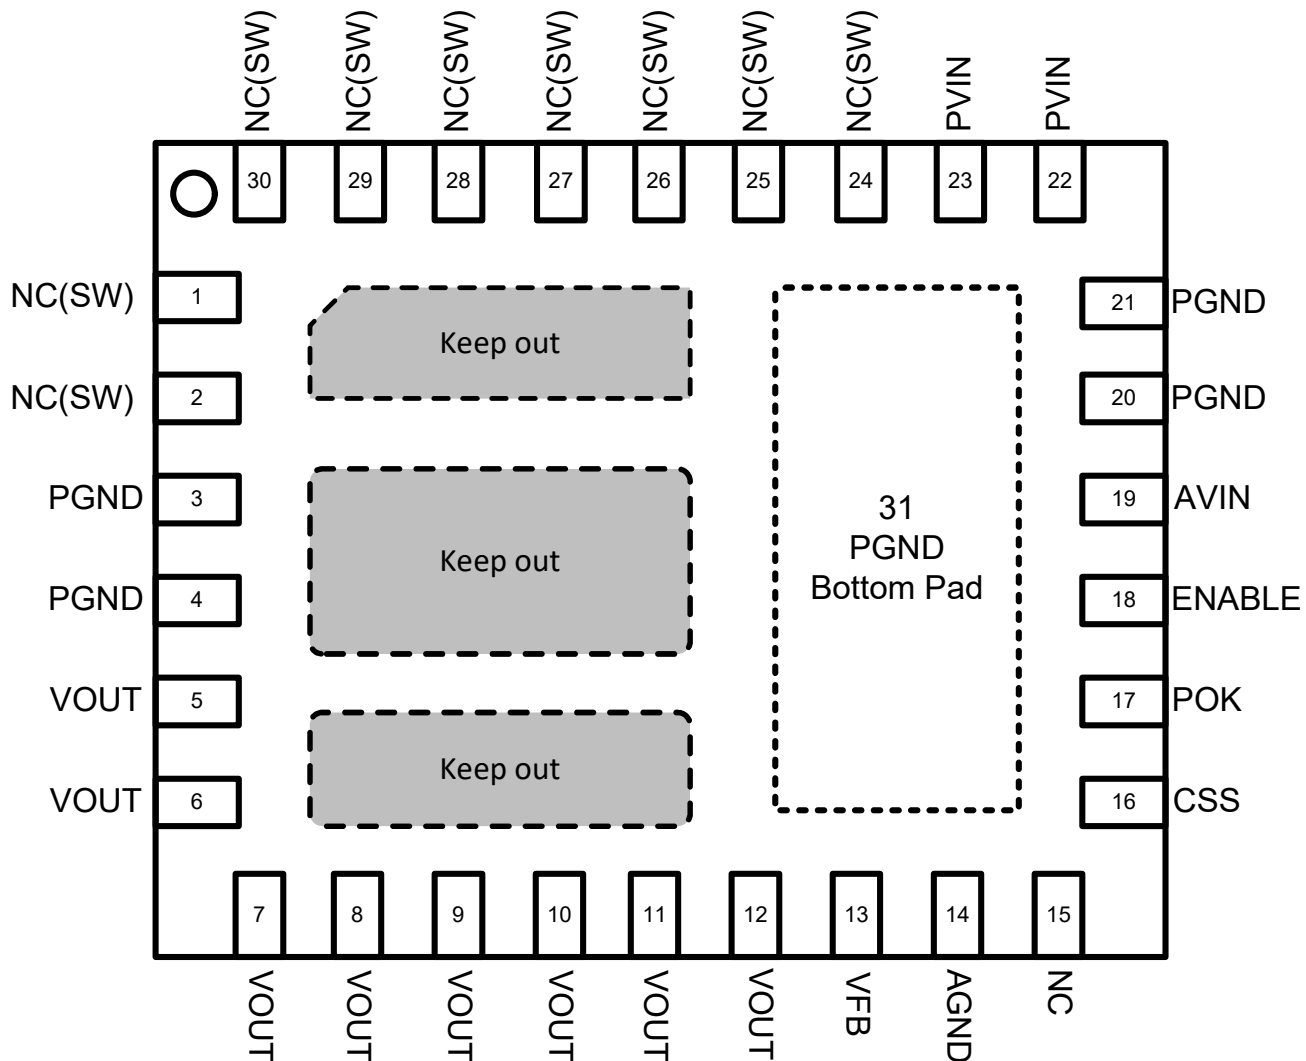 NC(SW)
NC(SW)
NC(SW)
NC(SW)
NC(SW)
NC(SW)
NC(SW)
PVIN
PVIN
30
29
28
27
26
25
24
23
22
NC(SW)
1
Keep out
21
PGND
NC(SW)
2
20
PGND
PGND
3
Keep out
31
PGND
Bottom Pad
19
AVIN
PGND
4
18
ENABLE
VOUT
5
17
POK
VOUT
6
Keep out
16
CSS
7
8
9
10
11
12
13
14
15
VOUT
VOUT
VOUT
VOUT
VOUT
VOUT
VFB
AGND
NC